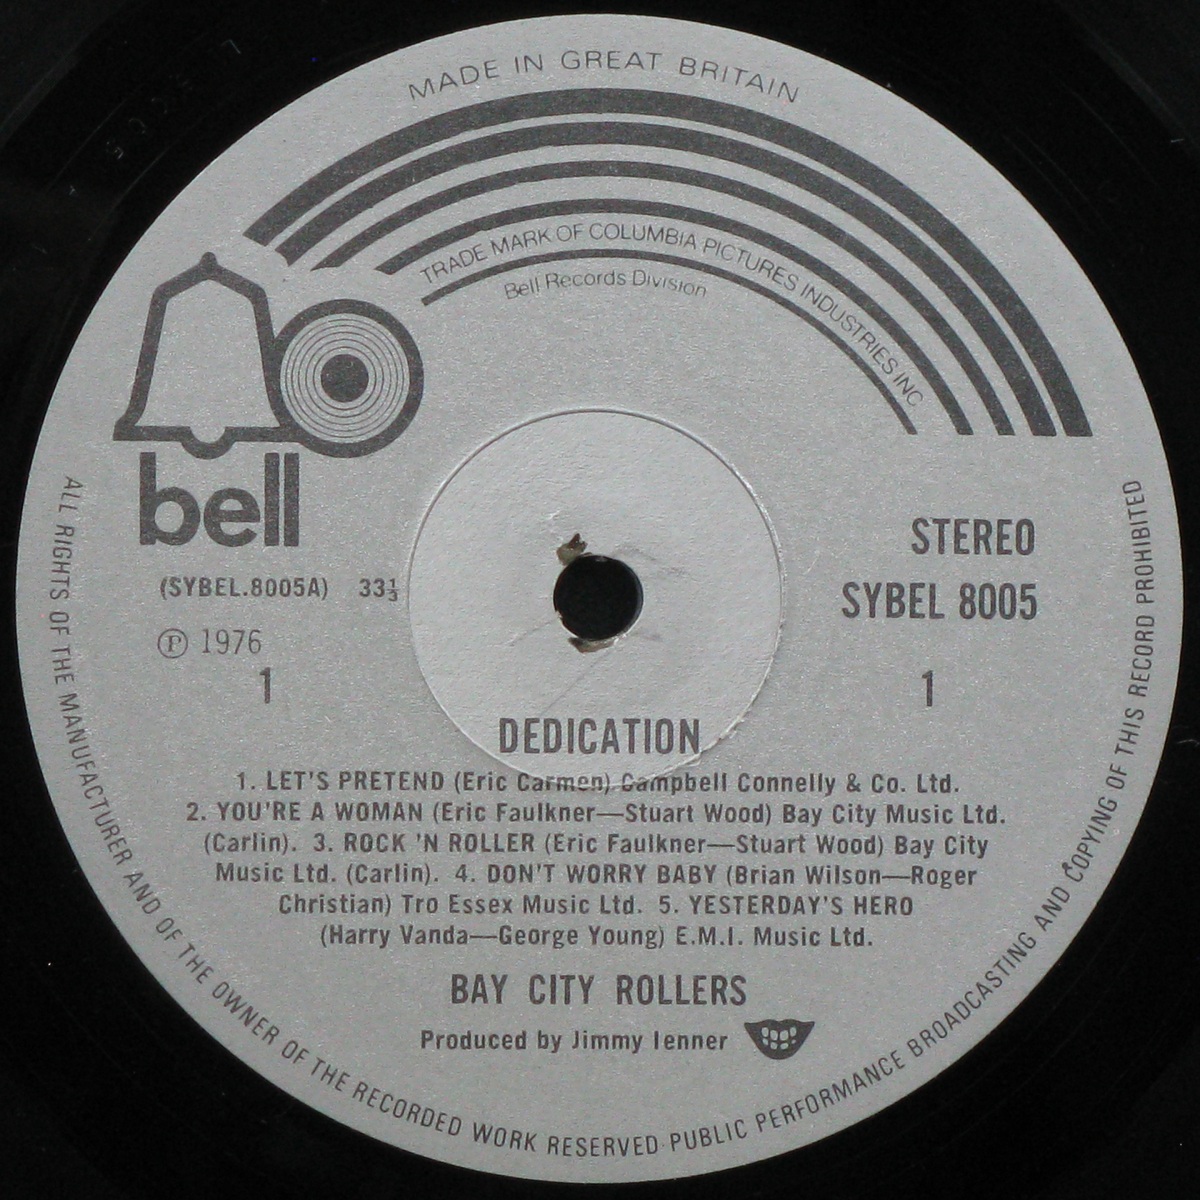 MADE IN GREAT BRITAIN
TRADE MARK OF COLUMBIA PICTURES INDUSTRIES INC
Bell Records Division
bell
STEREO
(SYBEL.8005A) 33⅓
SYBEL 8005
Ⓟ 1976
1
1
DEDICATION
1. LET'S PRETEND (Eric Carmen) Campbell Connelly & Co. Ltd.
2. YOU'RE A WOMAN (Eric Faulkner—Stuart Wood) Bay City Music Ltd.
(Carlin). 3. ROCK 'N ROLLER (Eric Faulkner—Stuart Wood) Bay City
Music Ltd. (Carlin). 4. DON'T WORRY BABY (Brian Wilson—Roger
Christian) Tro Essex Music Ltd. 5. YESTERDAY'S HERO
(Harry Vanda—George Young) E.M.I. Music Ltd.
BAY CITY ROLLERS
Produced by Jimmy Ienner
ALL RIGHTS OF THE MANUFACTURER AND OF THE OWNER OF THE RECORDED WORK RESERVED·PUBLIC PERFORMANCE BROADCASTING AND COPYING OF THIS RECORD PROHIBITED